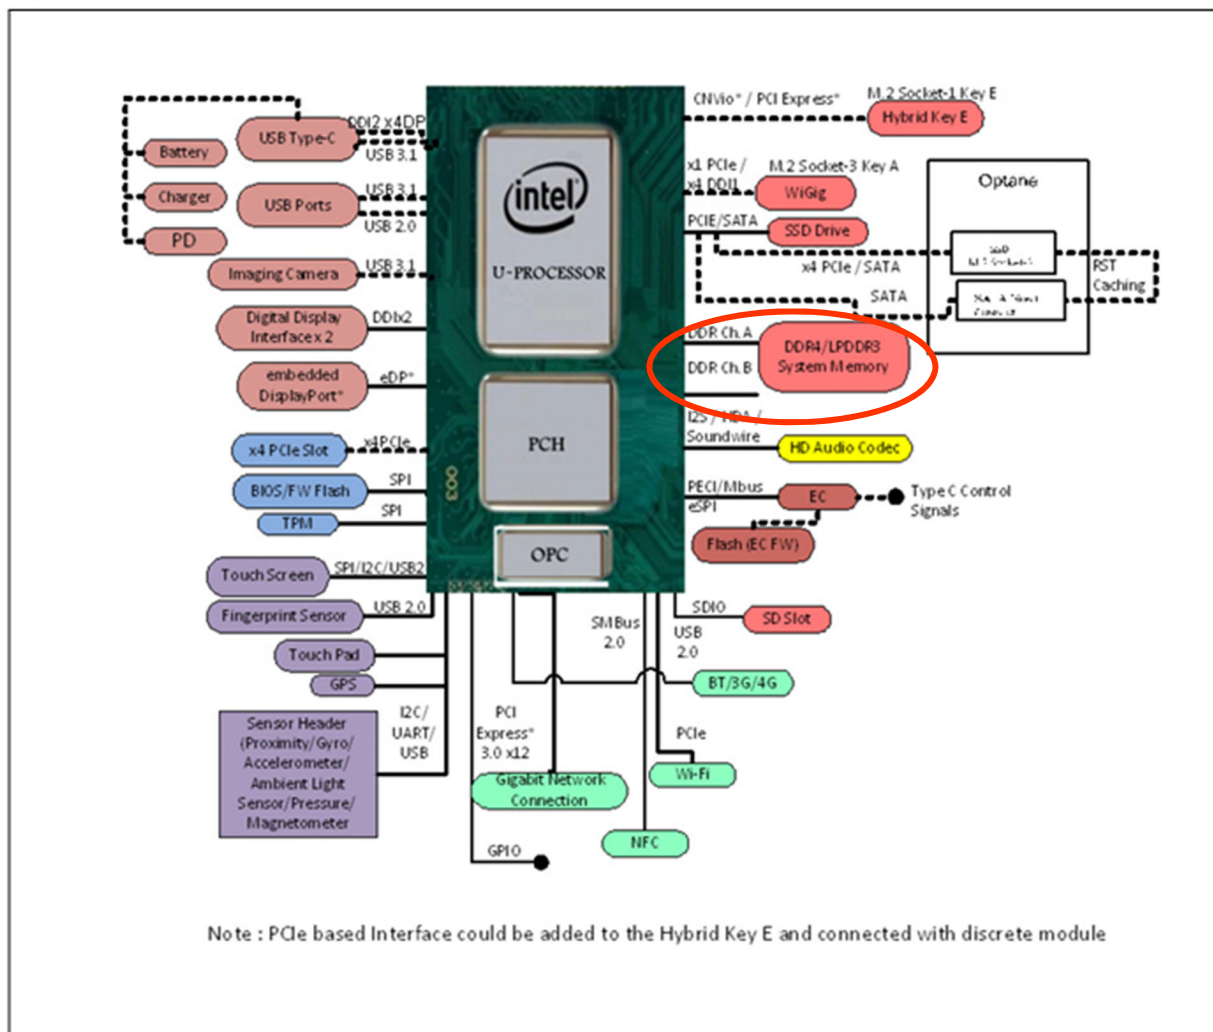 CNVio* / PCI Express*
M.2 Socket-1 Key E
Hybrid Key E
DDI2 x4DP
USB Type-C
USB 3.1
Battery
Charger
PD
USB 3.1
USB Ports
USB 2.0
Imaging Camera
USB 3.1
Digital Display
Interface x 2
DDIx2
embedded
DisplayPort*
eDP*
x4 PCIe Slot
x4PCIe
BIOS/FW Flash
SPI
TPM
SPI
Touch Screen
SPI/I2C/USB2
Fingerprint Sensor
USB 2.0
Touch Pad
GPS
Sensor Header
(Proximity/Gyro/
Accelerometer/
Ambient Light
Sensor/Pressure/
Magnetometer
I2C/
UART/
USB
intel
U-PROCESSOR
PCH
003
OPC
x1 PCIe /
x4 DDI1
M.2 Socket-3 Key A
WiGig
PCIE/SATA
SSD Drive
Optane
SSD
x4 PCIe / SATA
SATA
RST
Caching
DDR Ch. A
DDR Ch. B
DDR4/LPDDR3
System Memory
I2S / HDA /
Soundwire
HD Audio Codec
PECI/Mbus
eSPI
EC
Type C Control
Signals
Flash (EC FW)
SDIO
SD Slot
SMBus
2.0
USB
2.0
BT/3G/4G
PCI
Express*
3.0 x12
Gigabit Network
Connection
PCIe
Wi-Fi
NFC
GPIO
Note : PCIe based Interface could be added to the Hybrid Key E and connected with discrete module